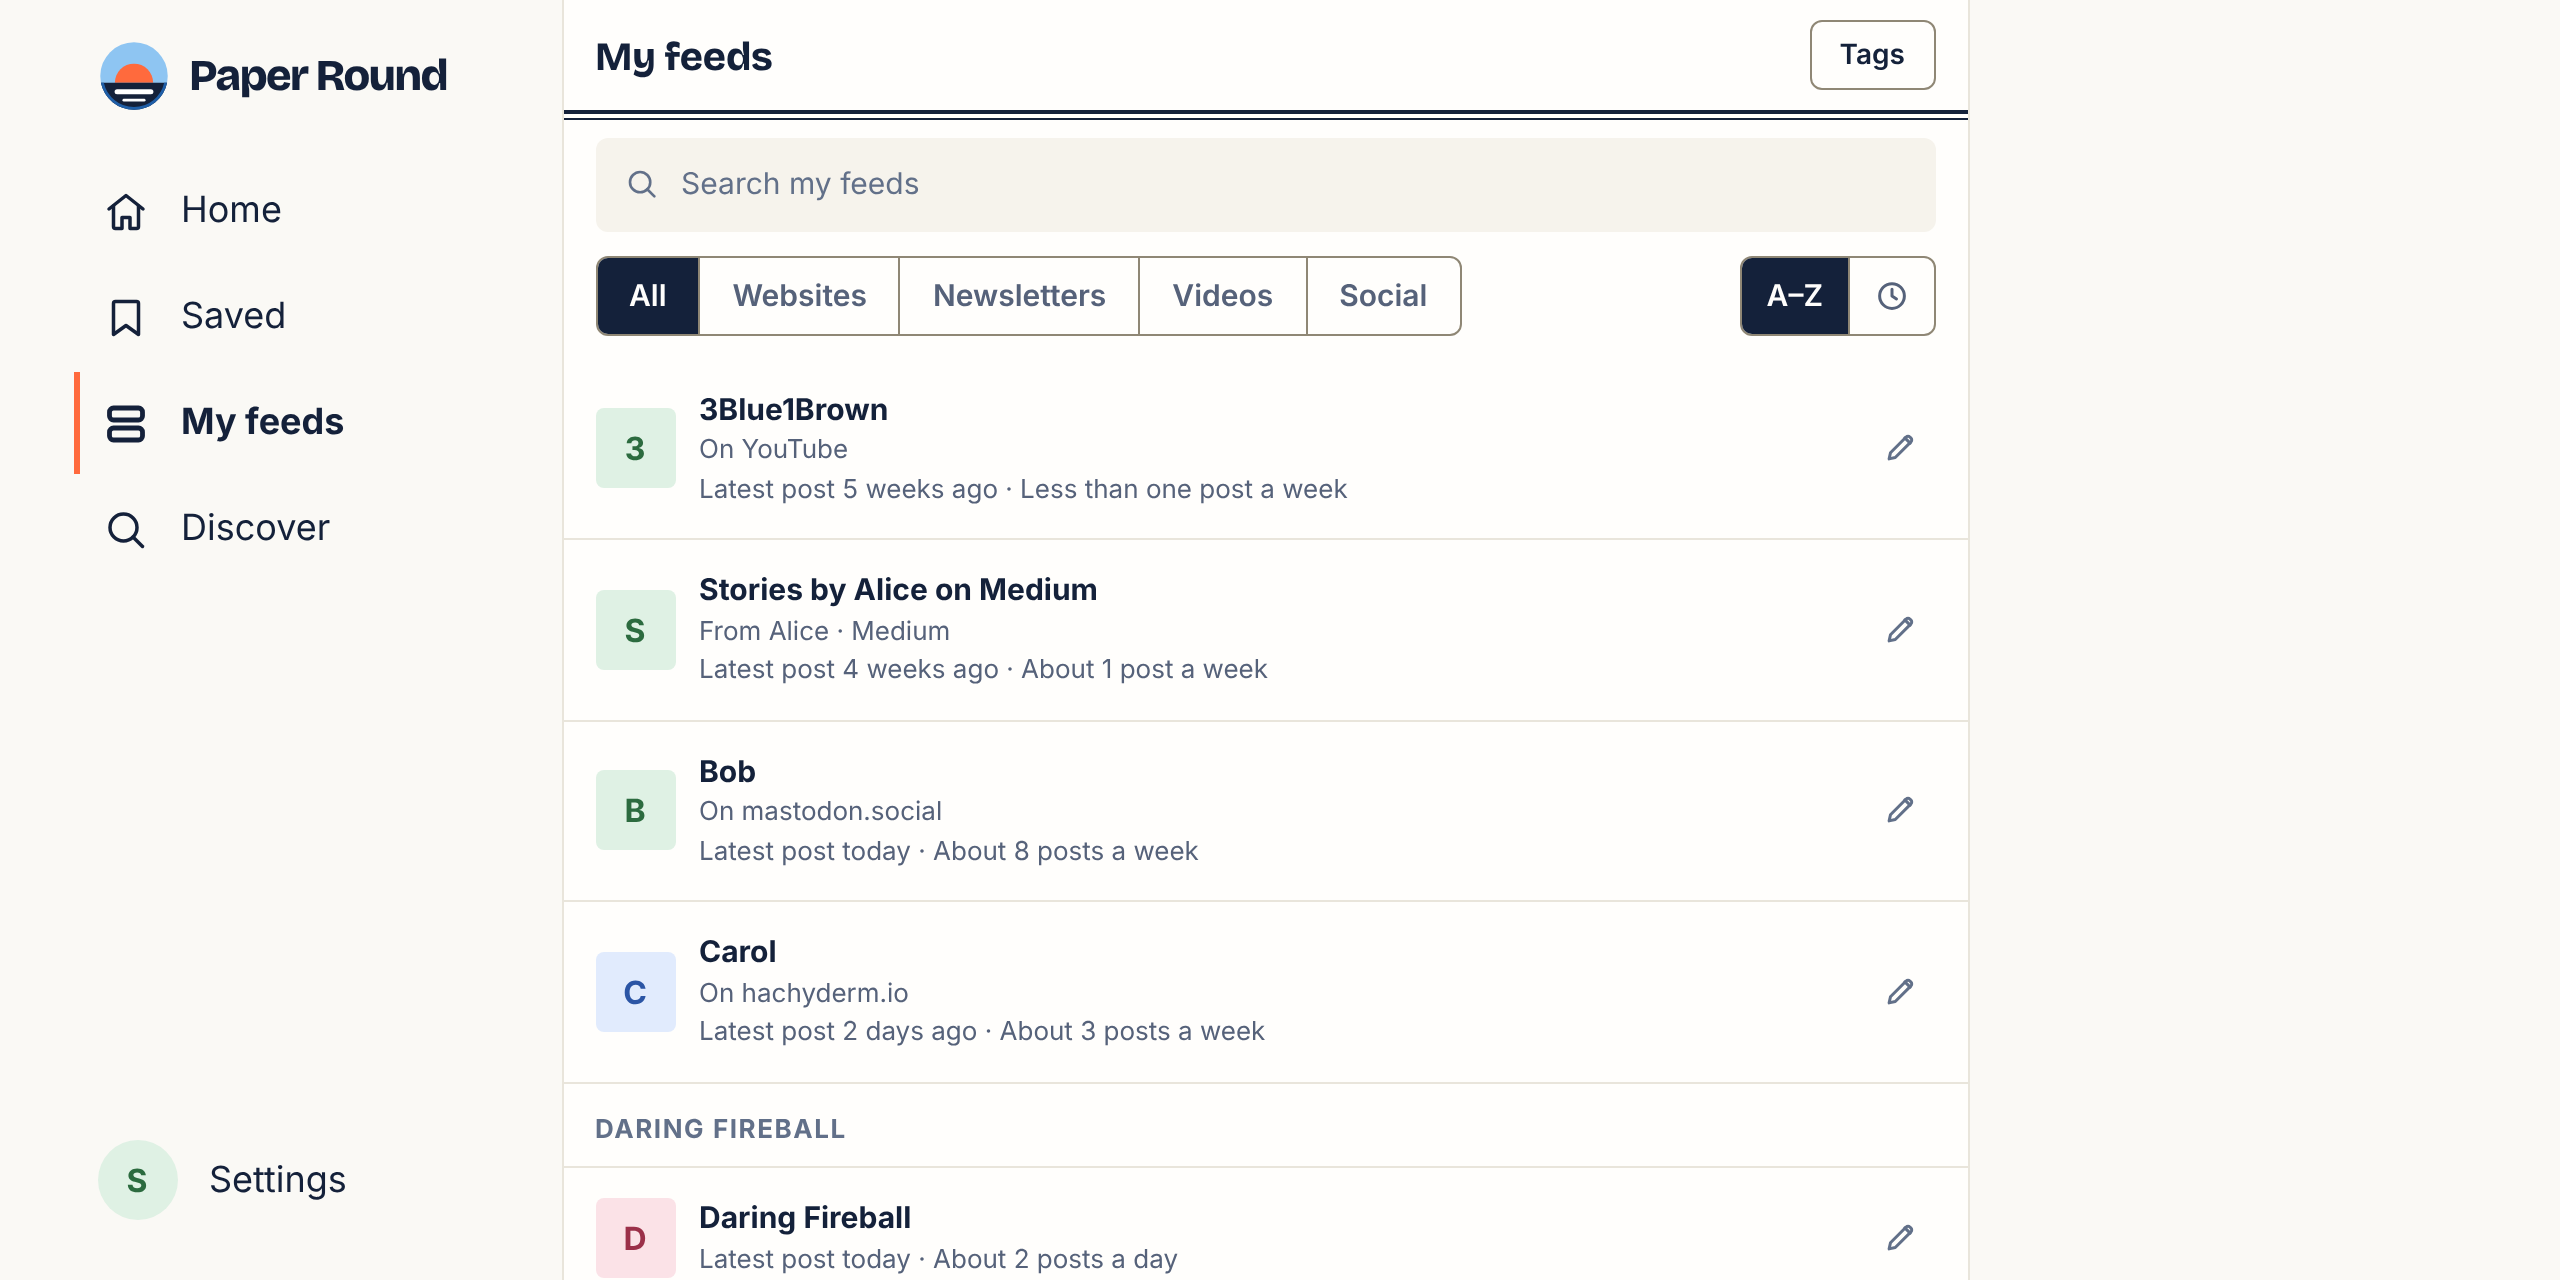 Paper Round
Home
Saved
My feeds
Discover
S Settings
My feeds
Tags
Search my feeds
All Websites Newsletters Videos Social
A–Z
3
3Blue1Brown
On YouTube
Latest post 5 weeks ago · Less than one post a week
S
Stories by Alice on Medium
From Alice · Medium
Latest post 4 weeks ago · About 1 post a week
B
Bob
On mastodon.social
Latest post today · About 8 posts a week
C
Carol
On hachyderm.io
Latest post 2 days ago · About 3 posts a week
DARING FIREBALL
D
Daring Fireball
Latest post today · About 2 posts a day